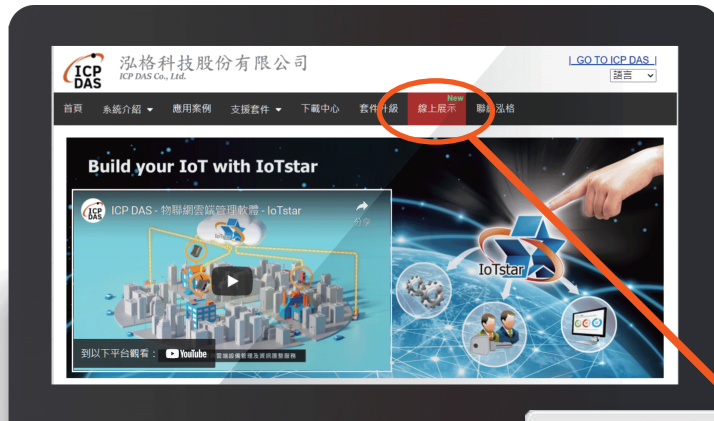 ICP
DAS
泓格科技股份有限公司
ICP DAS Co., Ltd.
| GO TO ICP DAS |
語言
首頁 系統介紹 應用案例 支援套件 下載中心 套件升級 線上展示 New 聯絡泓格
Build your IoT with IoTstar
ICP DAS
ICP DAS - 物聯網雲端管理軟體 - IoTstar
分享
IoTstar
IoTstar
到以下平台觀看：YouTube